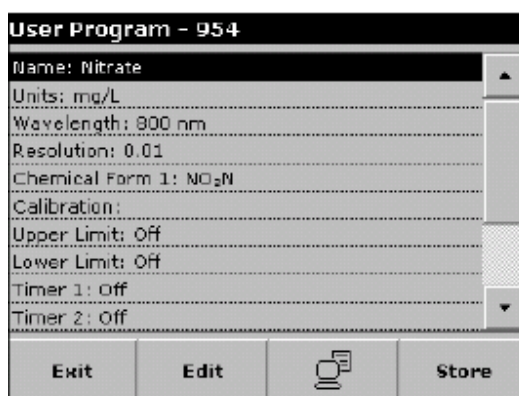 User Program - 954
Name: Nitrate
Units: mg/L
Wavelength: 800 nm
Resolution: 0.01
Chemical Form 1: NO₃N
Calibration:
Upper Limit: Off
Lower Limit: Off
Timer 1: Off
Timer 2: Off
Exit
Edit
Store